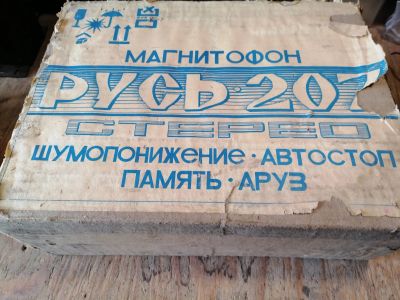 МАГНИТОФОН
РУСЬ·207
СТЕРЕО
ШУМОПОНИЖЕНИЕ·АВТОСТОП
ПАМЯТЬ·АРУЗ